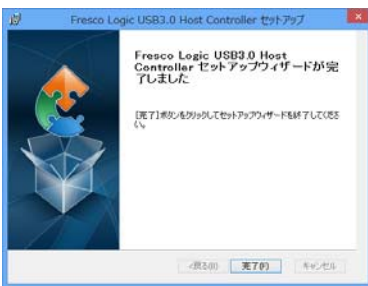 Fresco Logic USB3.0 Host Controller セットアップ
Fresco Logic USB3.0 Host
Controller セットアップウィザードが完
了しました
[完了]ボタンをクリックしてセットアップウィザードを終了してくださ
い。
<戻る(B)
完了(F)
キャンセル